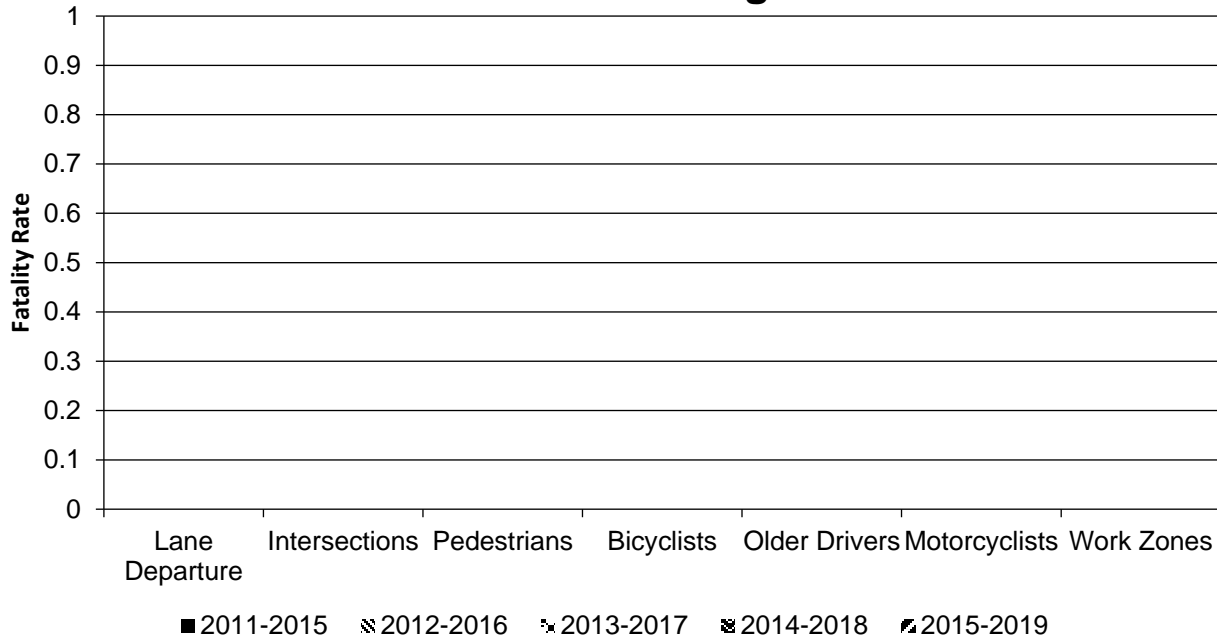 1
0.9
0.8
0.7
0.6
0.5
0.4
0.3
0.2
0.1
0
Fatality Rate
Lane Departure
Intersections
Pedestrians
Bicyclists
Older Drivers
Motorcyclists
Work Zones
2011-2015
2012-2016
2013-2017
2014-2018
2015-2019